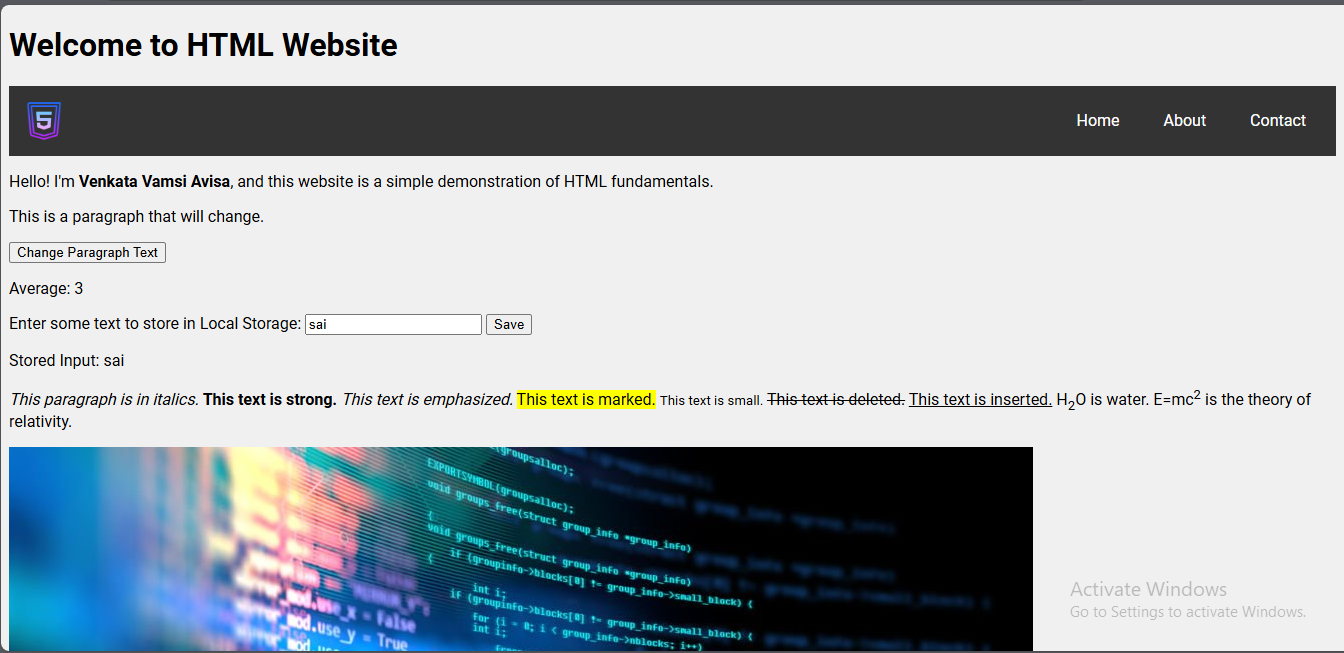 Welcome to HTML Website
5
Home About Contact
Hello! I'm Venkata Vamsi Avisa, and this website is a simple demonstration of HTML fundamentals.
This is a paragraph that will change.
Change Paragraph Text
Average: 3
Enter some text to store in Local Storage: sai Save
Stored Input: sai
This paragraph is in italics. This text is strong. This text is emphasized. This text is marked. This text is small. This text is deleted. This text is inserted. H₂O is water. E=mc² is the theory of
relativity.
(groupsalloc);
EXPORTSYMBOL(groupsalloc);
void groups_free(struct group_info *group_info)
{
void groups_free(struct group_info *group_info)
{ if (groupinfo->blocks[0] != group_info->small_block) {
int i;
if (groupinfo->blocks[0] != group_info->small_block) {
for (i = 0; i < group_info->nblocks; i++)
int i;
mirror_mod.use_x = False
mirror_mod.use_y = True
Activate Windows
Go to Settings to activate Windows.